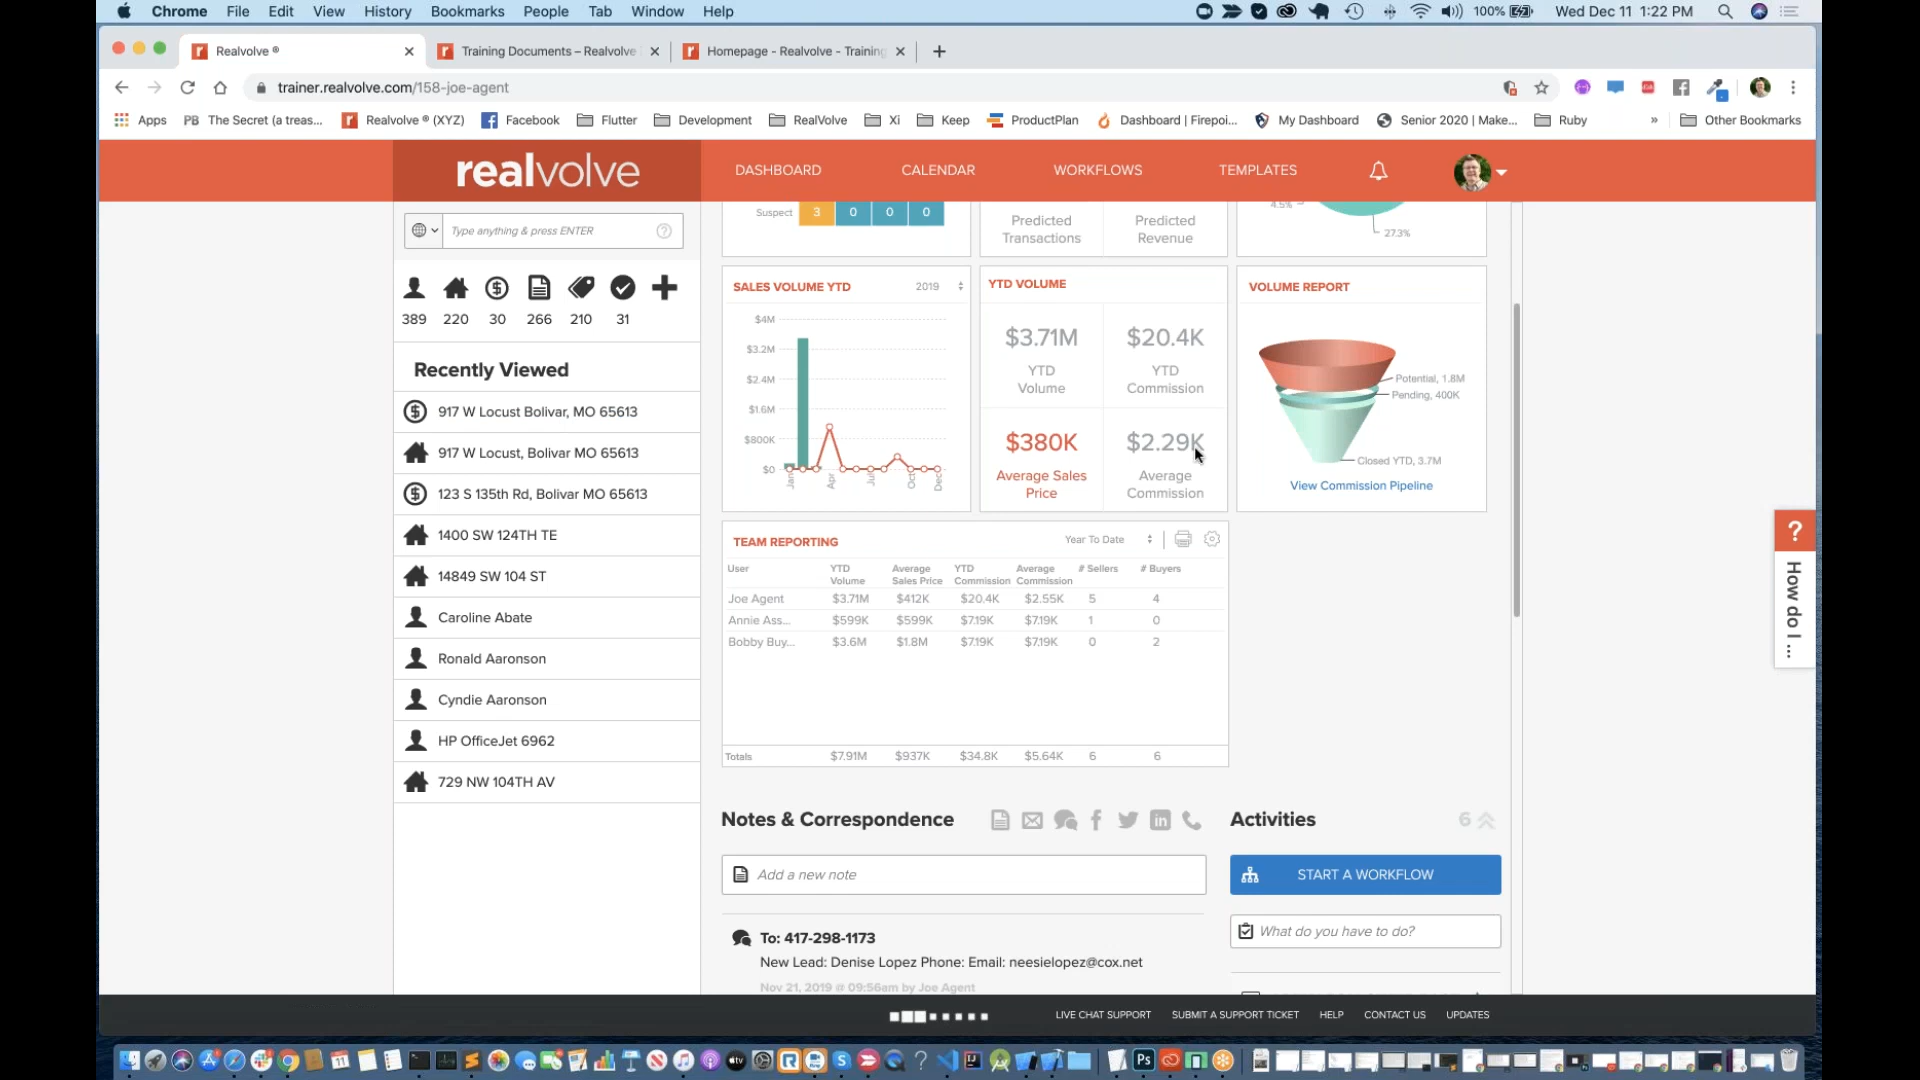 Chrome File Edit View History Bookmarks People Tab Window Help
100% Wed Dec 11 1:22 PM
Realvolve ®
Training Documents – Realvolve
Homepage - Realvolve - Training
trainer.realvolve.com/158-joe-agent
Apps
PB The Secret (a treas...
Realvolve ® (XYZ)
Facebook
Flutter
Development
RealVolve
Xi
Keep
ProductPlan
Dashboard | Firepoi...
My Dashboard
Senior 2020 | Make...
Ruby
»
Other Bookmarks
realvolve
DASHBOARD
CALENDAR
WORKFLOWS
TEMPLATES
Type anything & press ENTER
389 220 30 266 210 31
Recently Viewed
917 W Locust Bolivar, MO 65613
917 W Locust, Bolivar MO 65613
123 S 135th Rd, Bolivar MO 65613
1400 SW 124TH TE
14849 SW 104 ST
Caroline Abate
Ronald Aaronson
Cyndie Aaronson
HP OfficeJet 6962
729 NW 104TH AV
Suspect 3 0 0 0
Predicted
Transactions
Predicted
Revenue
4.5%
27.3%
SALES VOLUME YTD
2019
$4M
$3.2M
$2.4M
$1.6M
$800K
$0
Jan Apr Jul Oct Dec
YTD VOLUME
$3.71M
YTD
Volume
$20.4K
YTD
Commission
$380K
Average Sales
Price
$2.29K
Average
Commission
VOLUME REPORT
Potential, 1.8M
Pending, 400K
Closed YTD, 3.7M
View Commission Pipeline
TEAM REPORTING
Year To Date
User YTD Volume Average Sales Price YTD Commission Average Commission # Sellers # Buyers
Joe Agent $3.71M $412K $20.4K $2.55K 5 4
Annie Ass... $599K $599K $7.19K $7.19K 1 0
Bobby Buy... $3.6M $1.8M $7.19K $7.19K 0 2
Totals $7.91M $937K $34.8K $5.64K 6 6
Notes & Correspondence
Add a new note
To: 417-298-1173
New Lead: Denise Lopez Phone: Email: neesielopez@cox.net
Nov 21, 2019 @ 09:56am by Joe Agent
Activities
6
START A WORKFLOW
What do you have to do?
?
How do I ...
LIVE CHAT SUPPORT
SUBMIT A SUPPORT TICKET
HELP
CONTACT US
UPDATES